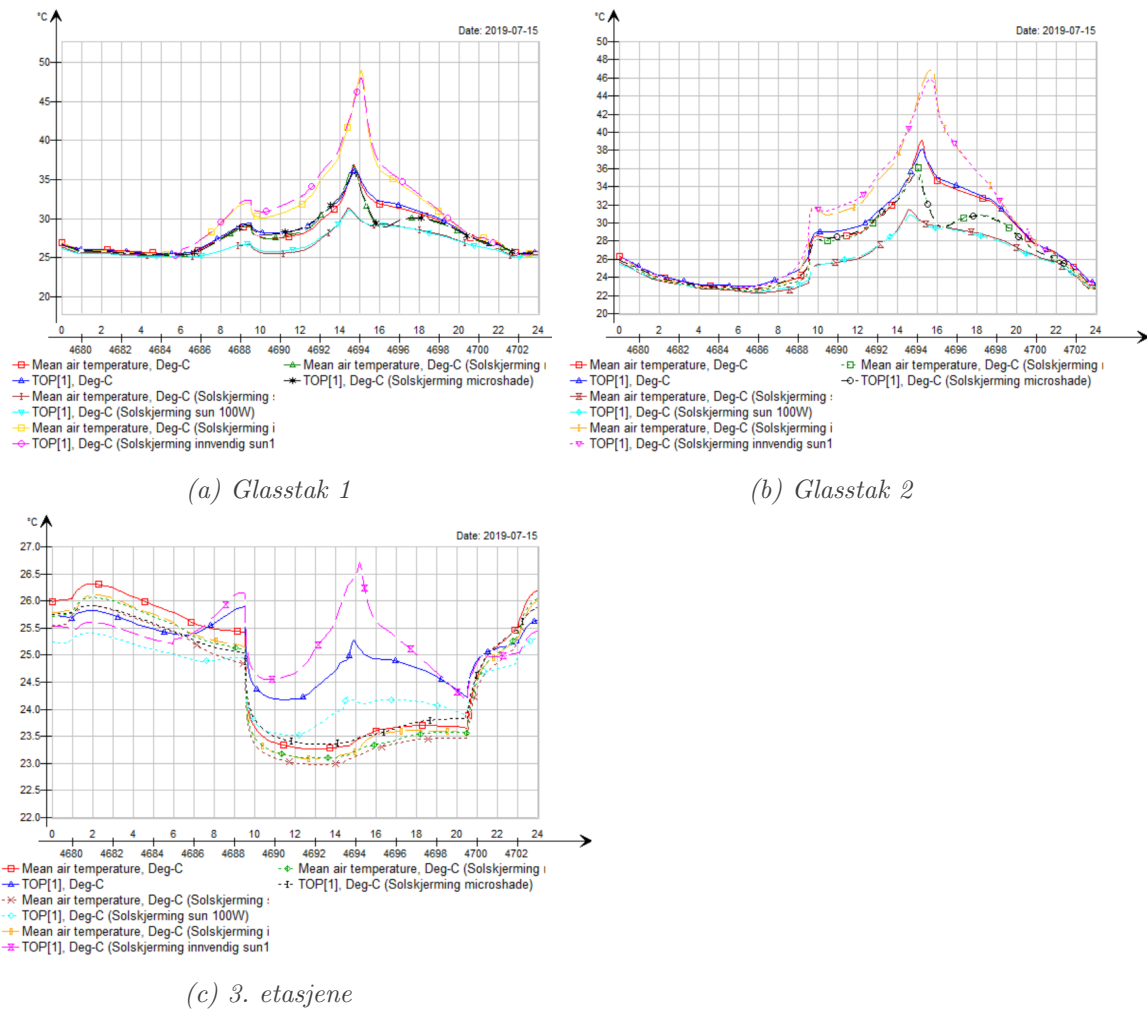 °C
Date: 2019-07-15
50
45
40
35
30
25
20
0 2 4 6 8 10 12 14 16 18 20 22 24
4680 4682 4684 4686 4688 4690 4692 4694 4696 4698 4700 4702
Mean air temperature, Deg-C
Mean air temperature, Deg-C (Solskjerming
TOP[1], Deg-C
TOP[1], Deg-C (Solskjerming microshade)
Mean air temperature, Deg-C (Solskjerming
TOP[1], Deg-C (Solskjerming sun 100W)
Mean air temperature, Deg-C (Solskjerming i
TOP[1], Deg-C (Solskjerming innvendig sun1
(a) Glasstak 1
°C
Date: 2019-07-15
50
48
46
44
42
40
38
36
34
32
30
28
26
24
22
20
0 2 4 6 8 10 12 14 16 18 20 22 24
4680 4682 4684 4686 4688 4690 4692 4694 4696 4698 4700 4702
Mean air temperature, Deg-C
Mean air temperature, Deg-C (Solskjerming
TOP[1], Deg-C
TOP[1], Deg-C (Solskjerming microshade)
Mean air temperature, Deg-C (Solskjerming
TOP[1], Deg-C (Solskjerming sun 100W)
Mean air temperature, Deg-C (Solskjerming i
TOP[1], Deg-C (Solskjerming innvendig sun1
(b) Glasstak 2
°C
Date: 2019-07-15
27.0
26.5
26.0
25.5
25.0
24.5
24.0
23.5
23.0
22.5
22.0
0 2 4 6 8 10 12 14 16 18 20 22 24
4680 4682 4684 4686 4688 4690 4692 4694 4696 4698 4700 4702
Mean air temperature, Deg-C
Mean air temperature, Deg-C (Solskjerming
TOP[1], Deg-C
TOP[1], Deg-C (Solskjerming microshade)
Mean air temperature, Deg-C (Solskjerming
TOP[1], Deg-C (Solskjerming sun 100W)
Mean air temperature, Deg-C (Solskjerming i
TOP[1], Deg-C (Solskjerming innvendig sun1
(c) 3. etasjene